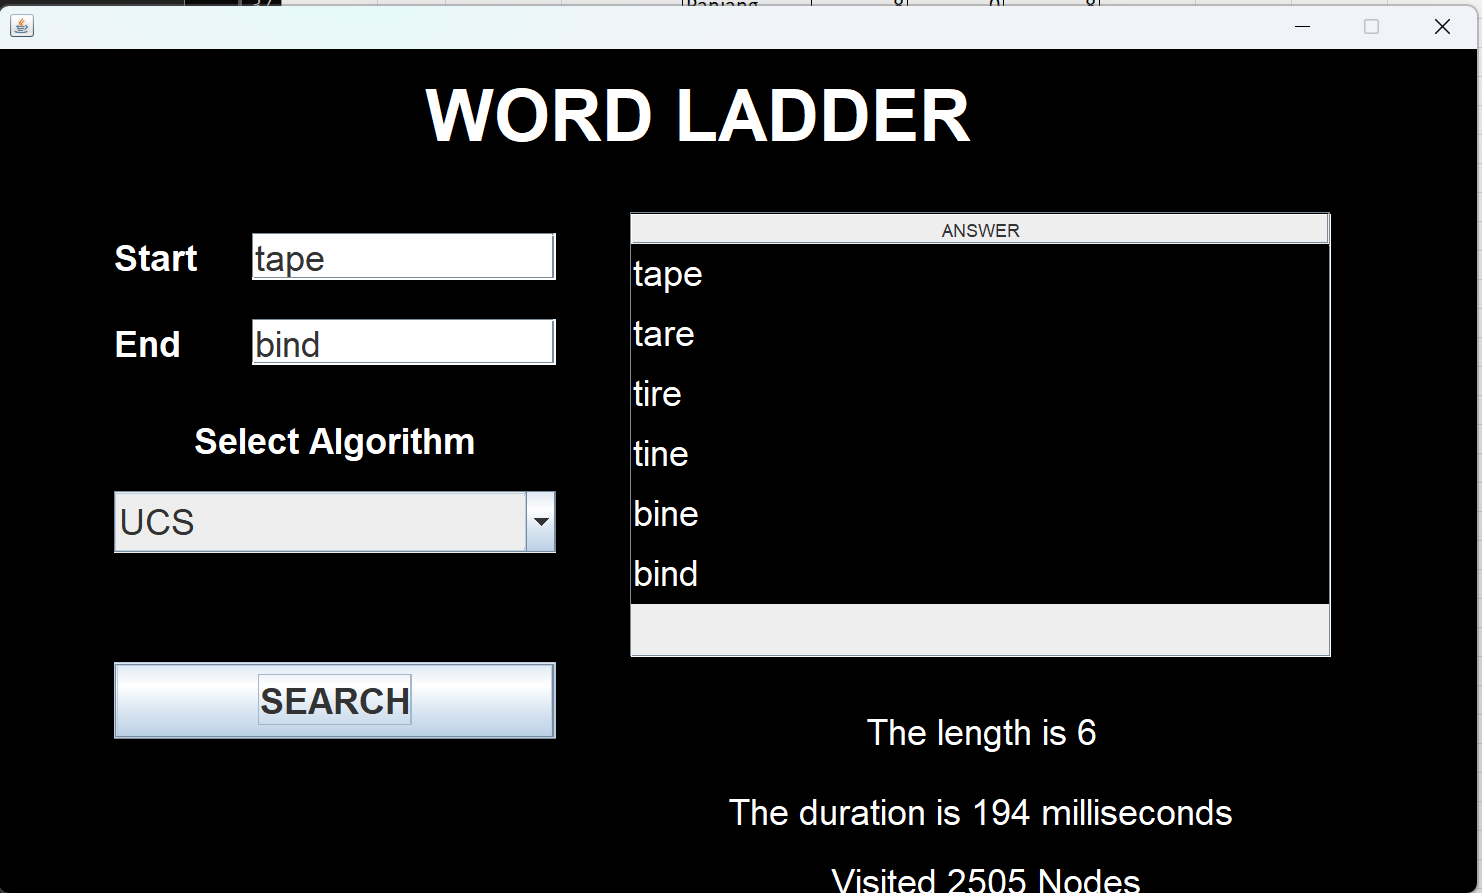 WORD LADDER
Start
tape
End
bind
Select Algorithm
UCS
SEARCH
ANSWER
tape
tare
tire
tine
bine
bind
The length is 6
The duration is 194 milliseconds
Visited 2505 Nodes